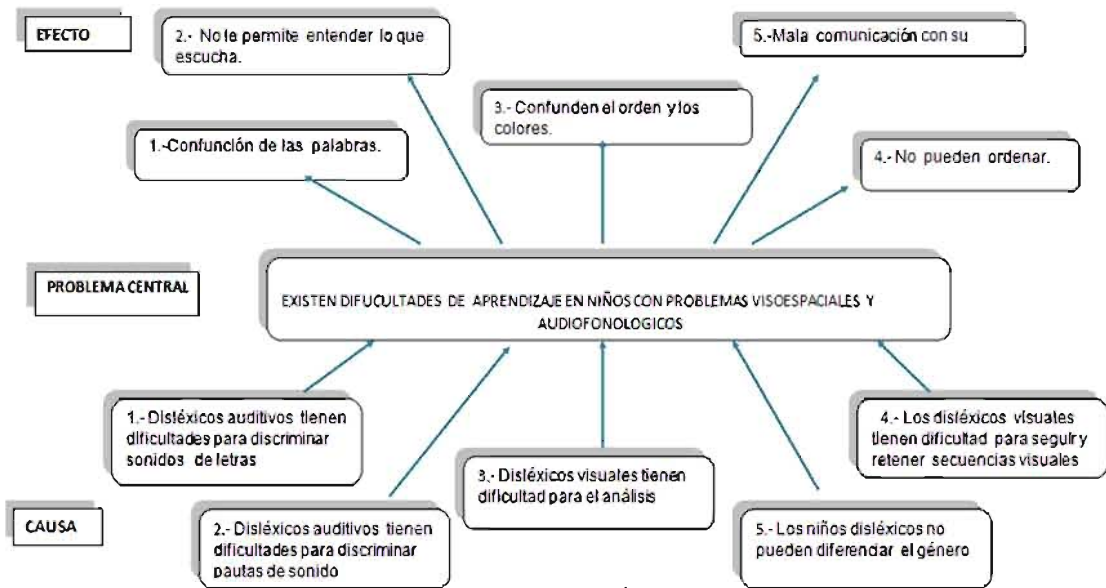 EFECTO
2.- No le permite entender lo que
escucha.
5.-Mala comunicación con su
3.- Confunden el orden y los
colores.
1.-Confunción de las palabras.
4.- No pueden ordenar.
PROBLEMA CENTRAL
EXISTEN DIFUCULTADES DE APRENDIZAJE EN NIÑOS CON PROBLEMAS VISOESPACIALES Y
AUDIOFONOLOGICOS
1.- Disléxicos auditivos tienen
dificultades para discriminar
sonidos de letras
4.- Los disléxicos visuales
tienen dificultad para seguir y
retener secuencias visuales
3.- Disléxicos visuales tienen
dificultad para el análisis
CAUSA
2.- Disléxicos auditivos tienen
dificultades para discriminar
pautas de sonido
5.- Los niños disléxicos no
pueden diferenciar el género